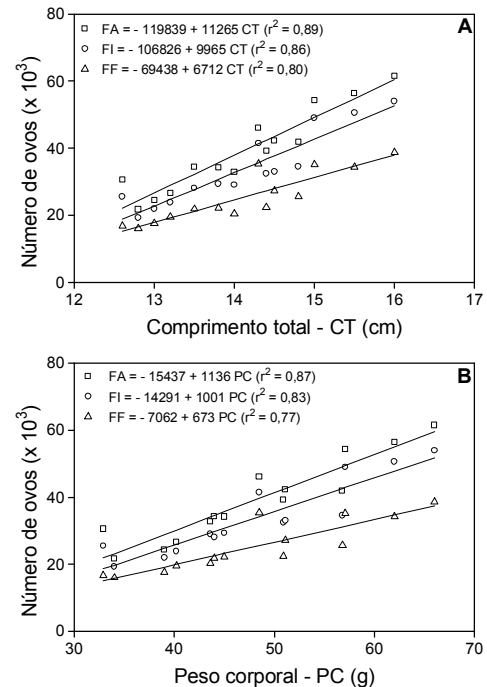 A
FA = - 119839 + 11265 CT (r² = 0,89)
FI = - 106826 + 9965 CT (r² = 0,86)
FF = - 69438 + 6712 CT (r² = 0,80)
Número de ovos (x 10³)
80
60
40
20
0
12 13 14 15 16 17
Comprimento total - CT (cm)
B
FA = - 15437 + 1136 PC (r² = 0,87)
FI = - 14291 + 1001 PC (r² = 0,83)
FF = - 7062 + 673 PC (r² = 0,77)
Número de ovos (x 10³)
80
60
40
20
0
30 40 50 60 70
Peso corporal - PC (g)